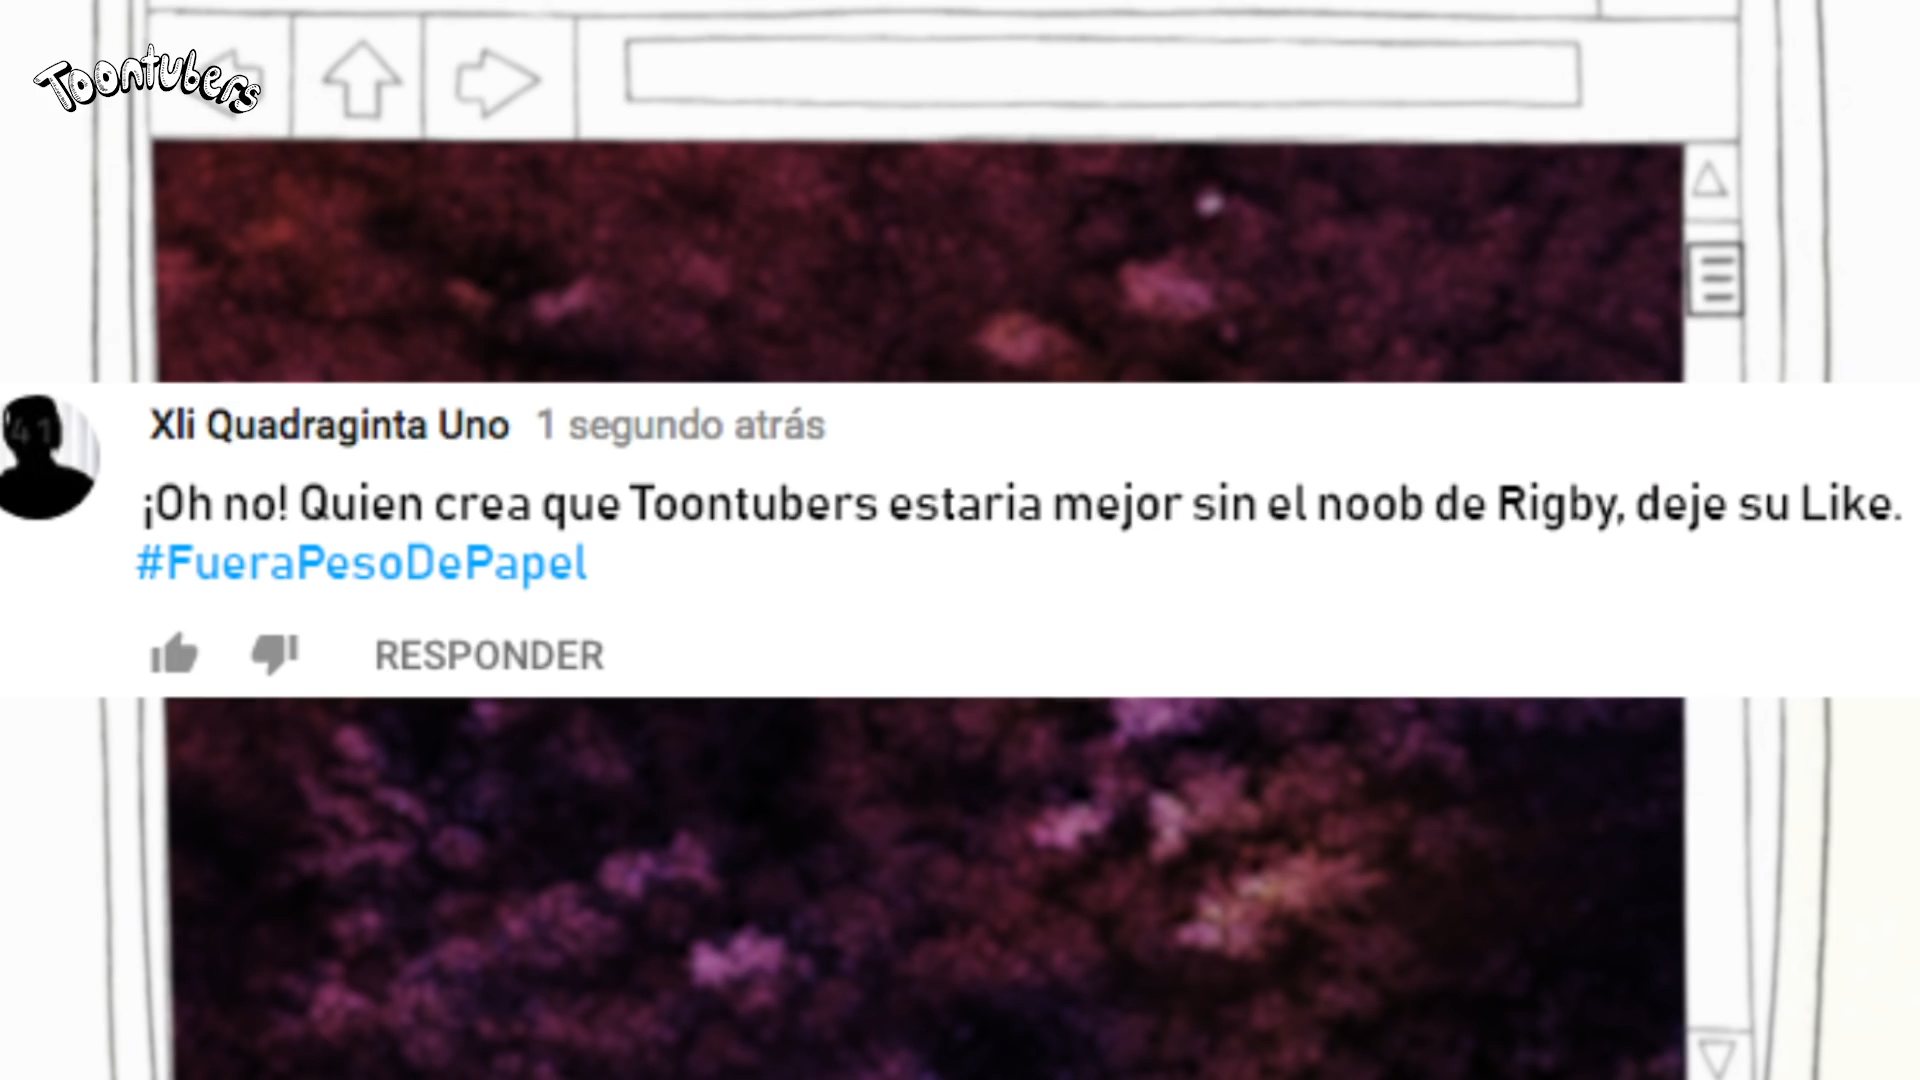 Toontubers
41
Xli Quadraginta Uno 1 segundo atrás
¡Oh no! Quien crea que Toontubers estaria mejor sin el noob de Rigby, deje su Like.
#FueraPesoDePapel
RESPONDER